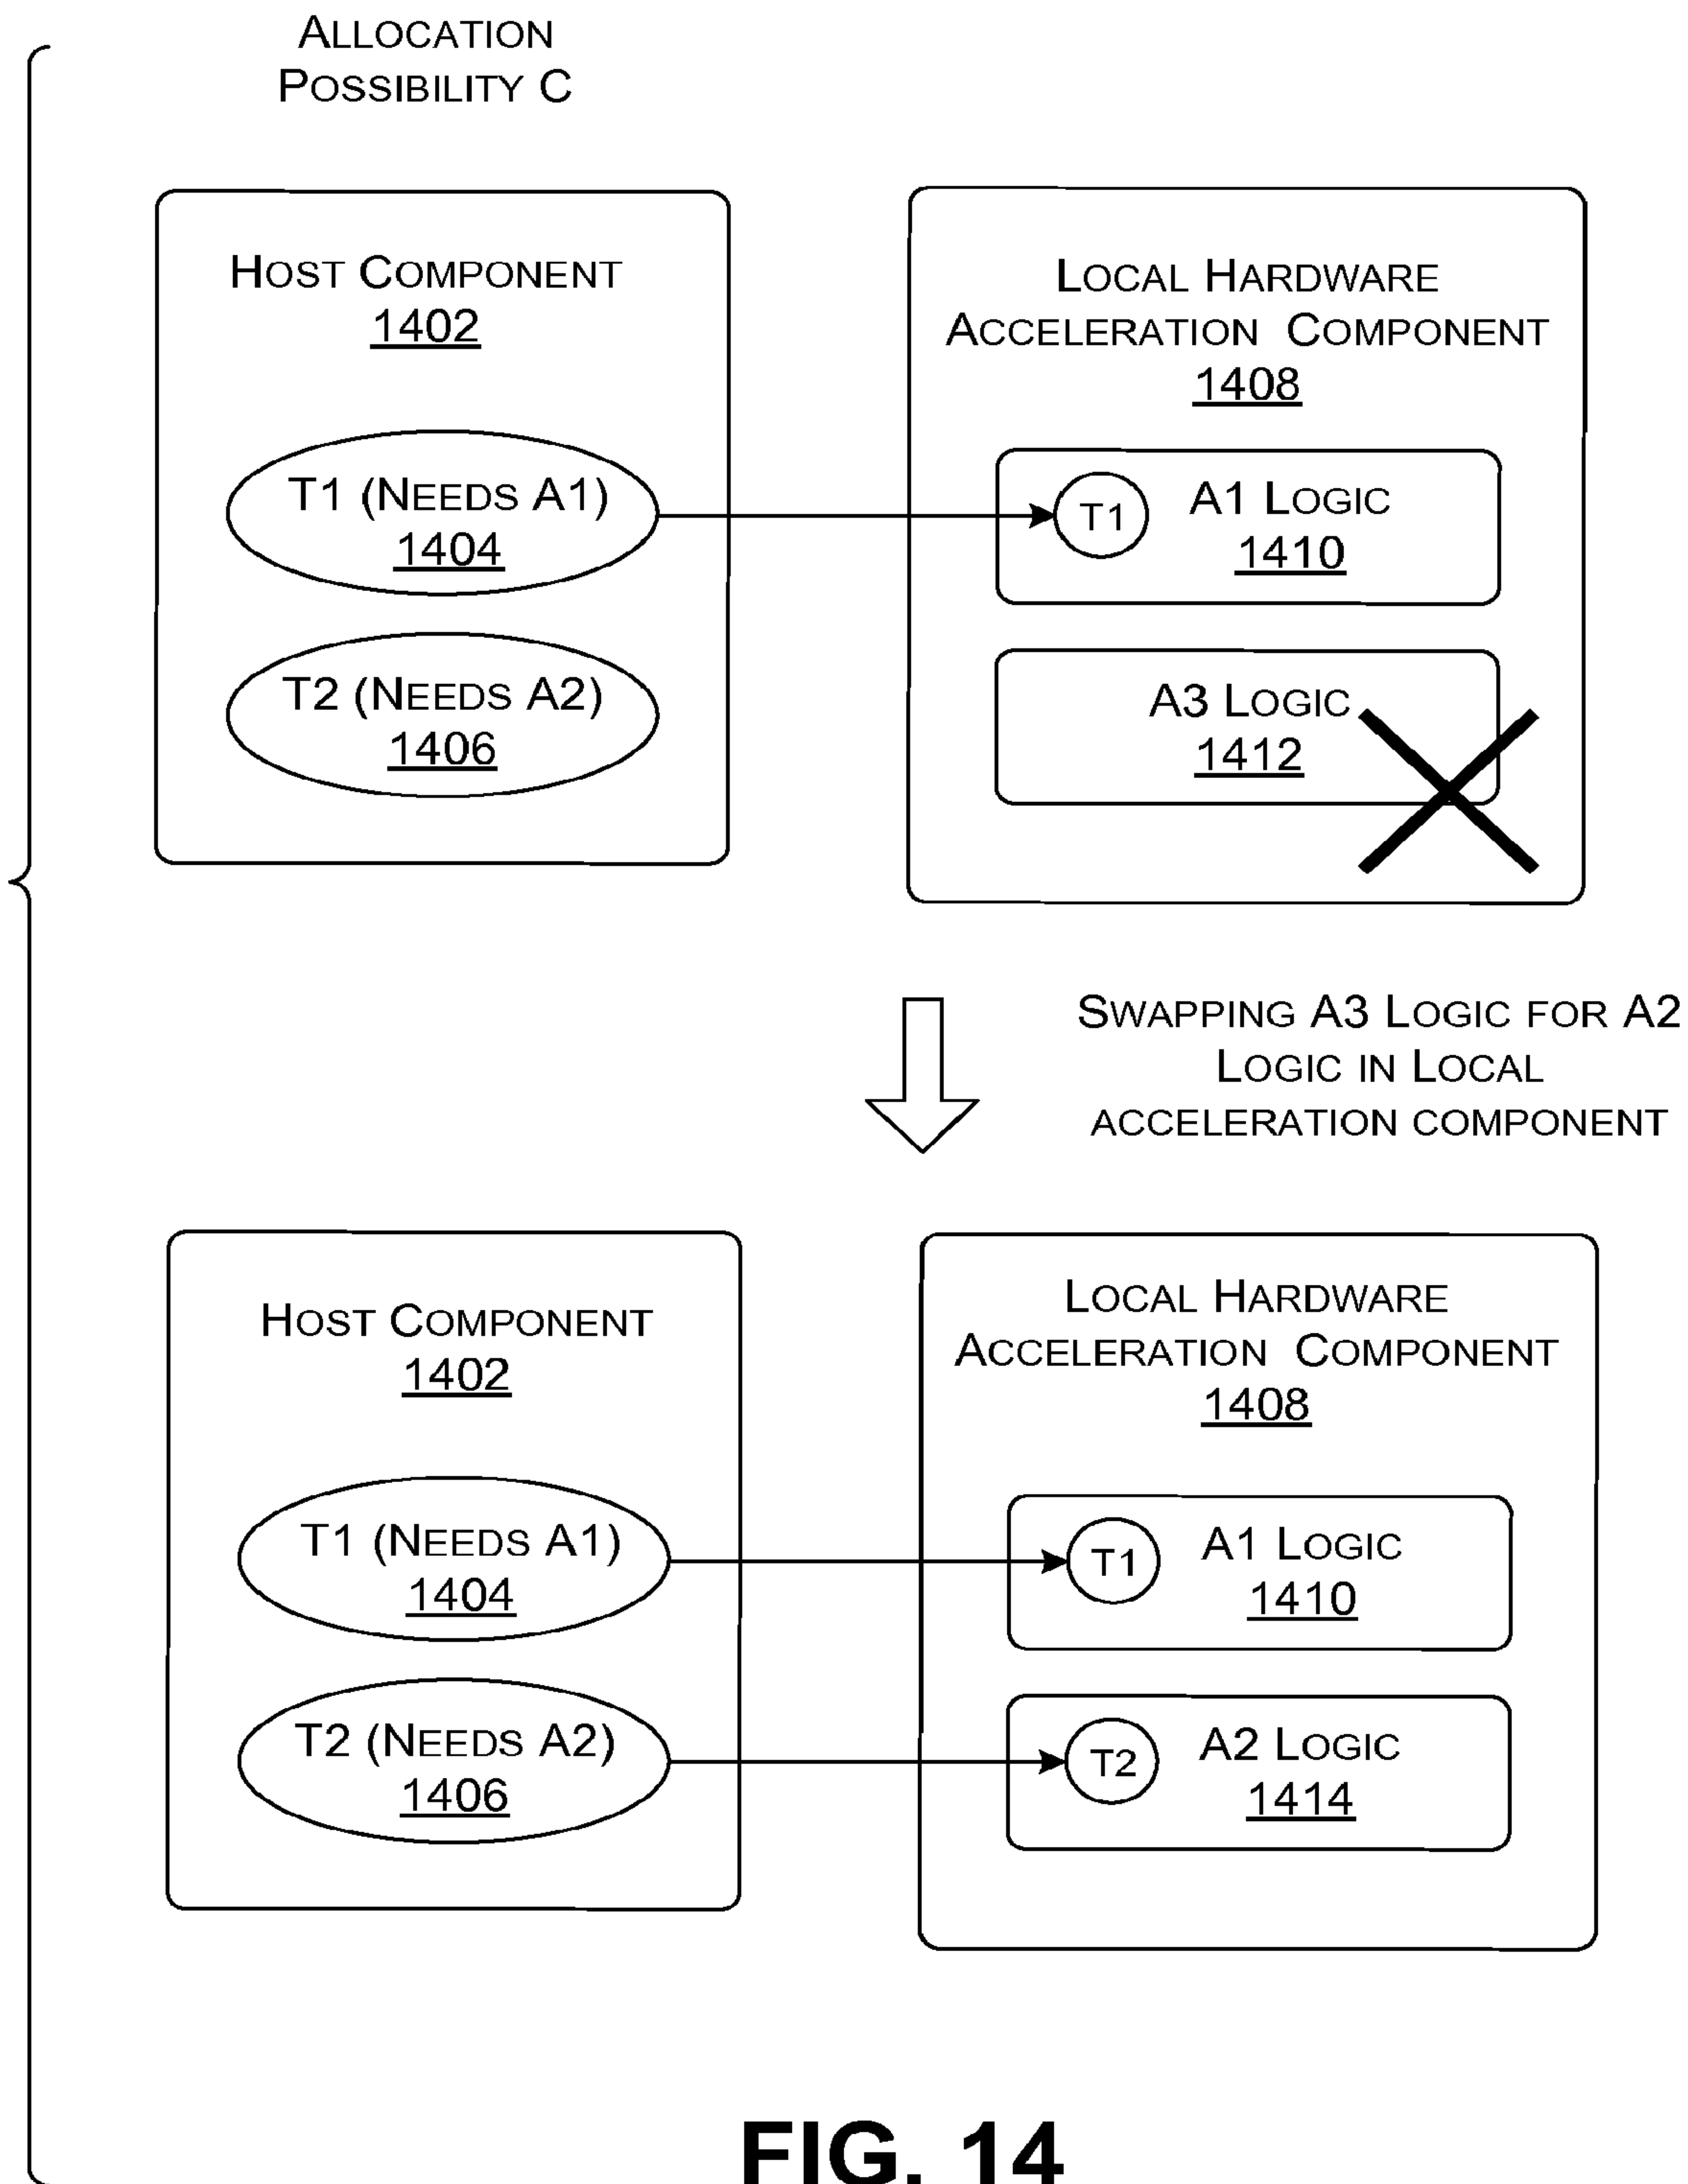 ALLOCATION
POSSIBILITY C
HOST COMPONENT
1402
T1 (NEEDS A1)
1404
T2 (NEEDS A2)
1406
LOCAL HARDWARE
ACCELERATION COMPONENT
1408
T1
A1 LOGIC
1410
A3 LOGIC
1412
SWAPPING A3 LOGIC FOR A2
LOGIC IN LOCAL
ACCELERATION COMPONENT
HOST COMPONENT
1402
T1 (NEEDS A1)
1404
T2 (NEEDS A2)
1406
LOCAL HARDWARE
ACCELERATION COMPONENT
1408
T1
A1 LOGIC
1410
T2
A2 LOGIC
1414
FIG. 14